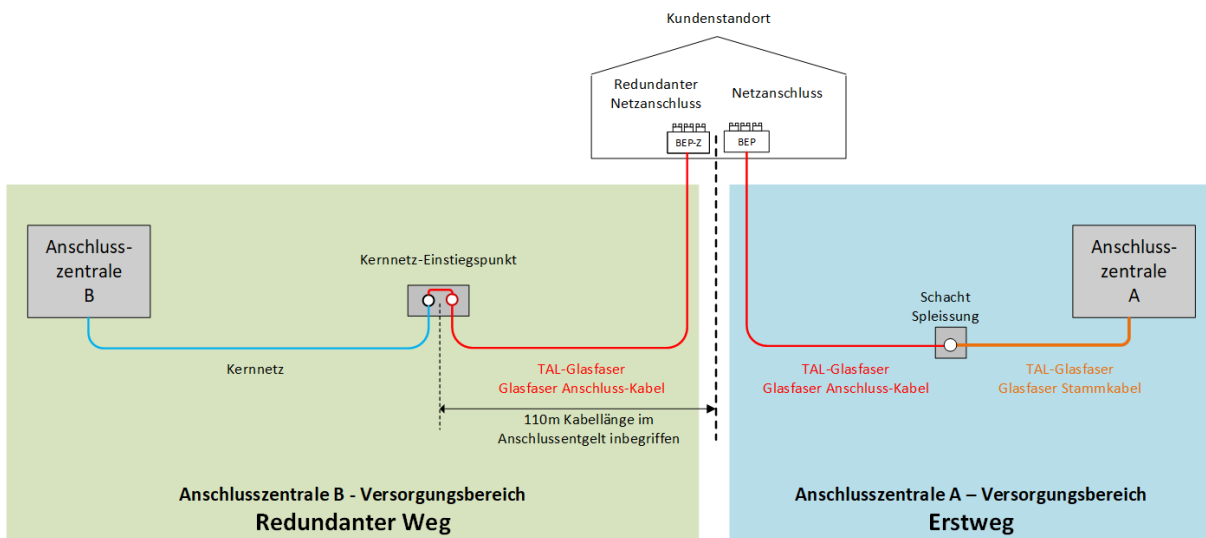 Kundenstandort
Redundanter
Netzanschluss
Netzanschluss
BEP-Z
BEP
Anschluss-
zentrale
B
Kernnetz-Einstiegspunkt
Schacht
Spleissung
Anschluss-
zentrale
A
Kernnetz
TAL-Glasfaser
Glasfaser Anschluss-Kabel
TAL-Glasfaser
Glasfaser Anschluss-Kabel
TAL-Glasfaser
Glasfaser Stammkabel
110m Kabellänge im
Anschlussentgelt inbegriffen
Anschlusszentrale B - Versorgungsbereich
Redundanter Weg
Anschlusszentrale A – Versorgungsbereich
Erstweg